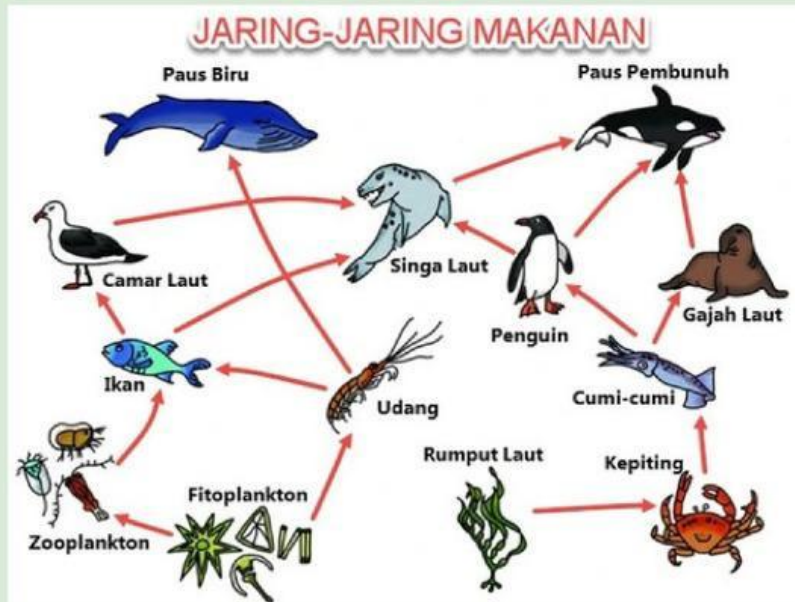 JARING-JARING MAKANAN
Paus Biru
Paus Pembunuh
Camar Laut
Singa Laut
Penguin
Gajah Laut
Ikan
Udang
Cumi-cumi
Rumput Laut
Kepiting
Fitoplankton
Zooplankton